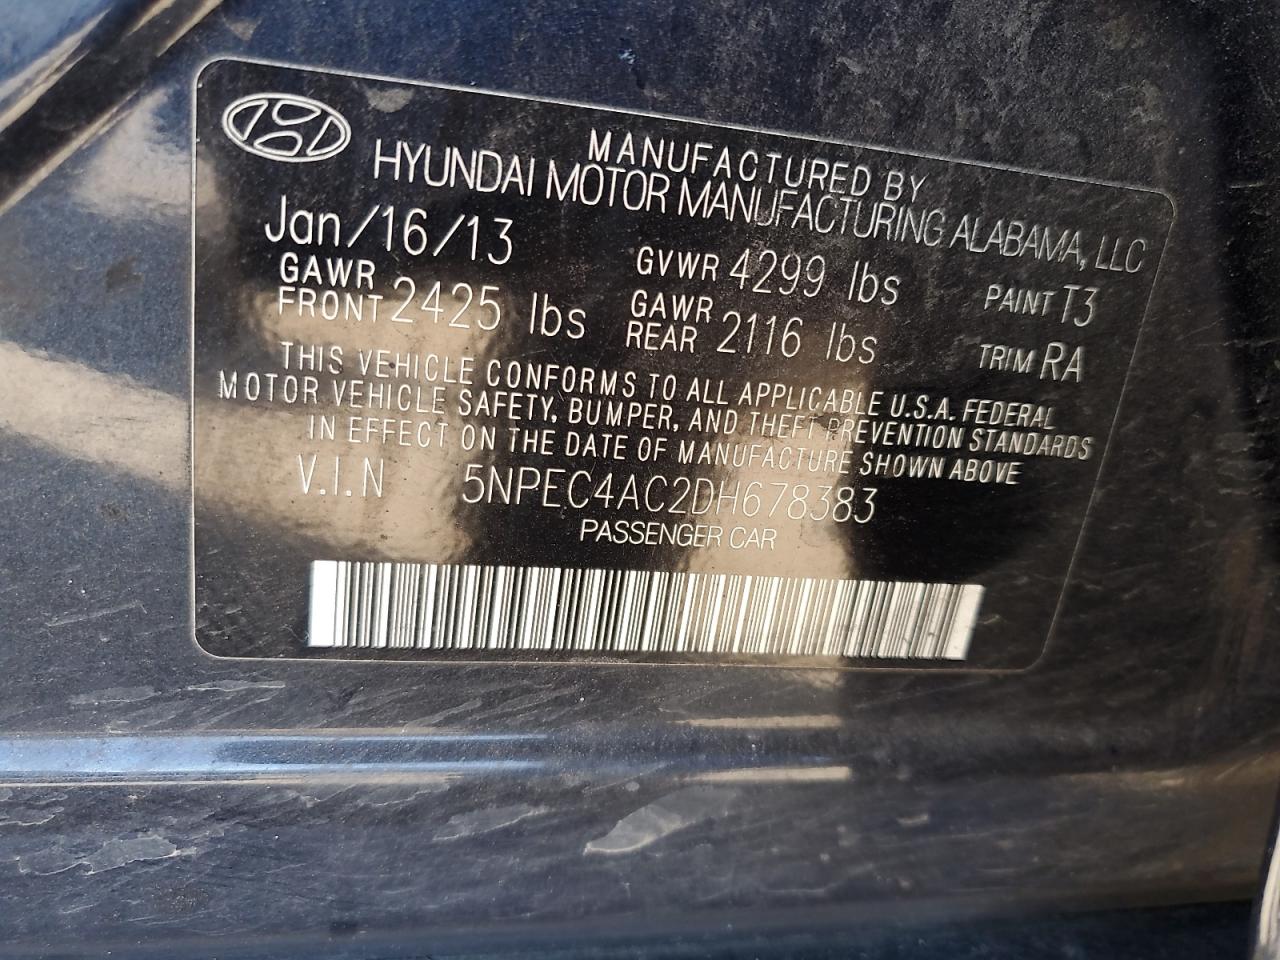 MANUFACTURED BY
HYUNDAI MOTOR MANUFACTURING ALABAMA, LLC
Jan/16/13 GVWR 4299 lbs PAINT T3
GAWR FRONT 2425 lbs GAWR REAR 2116 lbs TRIM RA
THIS VEHICLE CONFORMS TO ALL APPLICABLE U.S.A. FEDERAL
MOTOR VEHICLE SAFETY, BUMPER, AND THEFT PREVENTION STANDARDS
IN EFFECT ON THE DATE OF MANUFACTURE SHOWN ABOVE
V.I.N 5NPEC4AC2DH678383
PASSENGER CAR